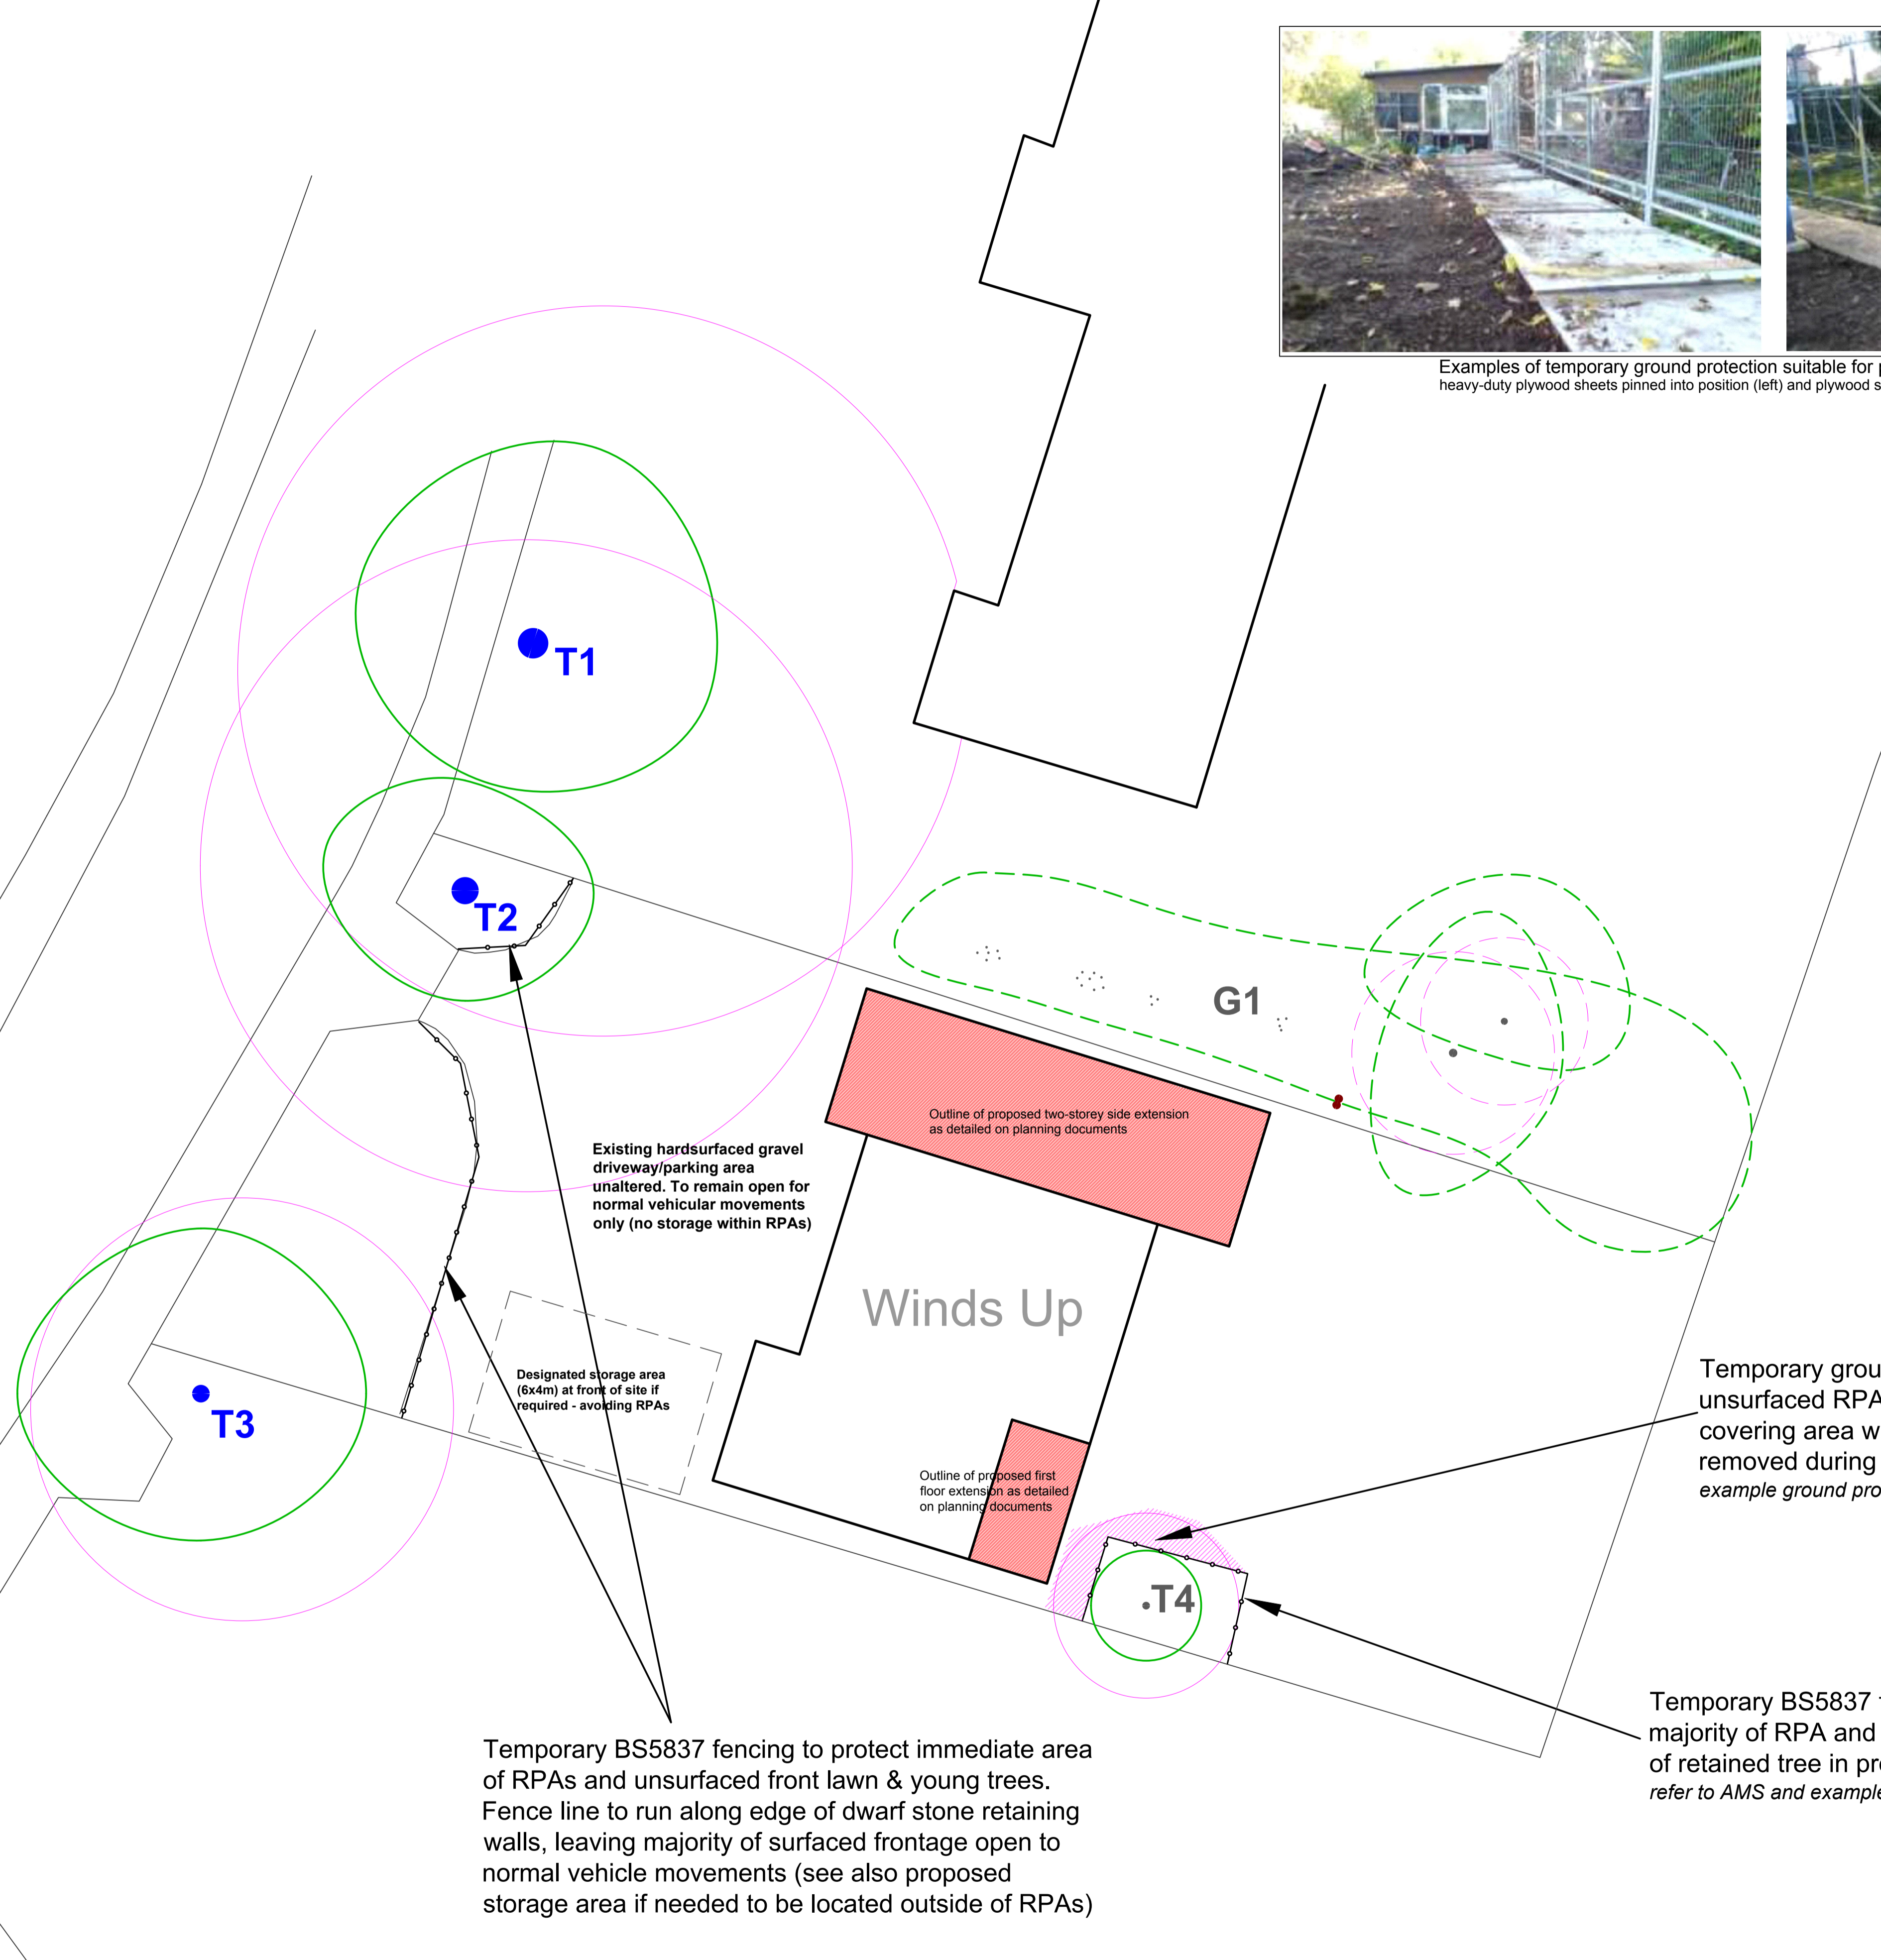 Examples of temporary ground protection suitable for
heavy-duty plywood sheets pinned into position (left) and plywood
T1
T2
G1
Outline of proposed two-storey side extension
as detailed on planning documents
Existing hardsurfaced gravel
driveway/parking area
unaltered. To remain open for
normal vehicular movements
only (no storage within RPAs)
Winds Up
Designated storage area
(6x4m) at front of site if
required - avoiding RPAs
T3
Outline of proposed first
floor extension as detailed
on planning documents
Temporary
unsurfaced
covering area
removed during
example ground
T4
Temporary BS5837
majority of RPA and
of retained tree in
refer to AMS and
Temporary BS5837 fencing to protect immediate area
of RPAs and unsurfaced front lawn & young trees.
Fence line to run along edge of dwarf stone retaining
walls, leaving majority of surfaced frontage open to
normal vehicle movements (see also proposed
storage area if needed to be located outside of RPAs)